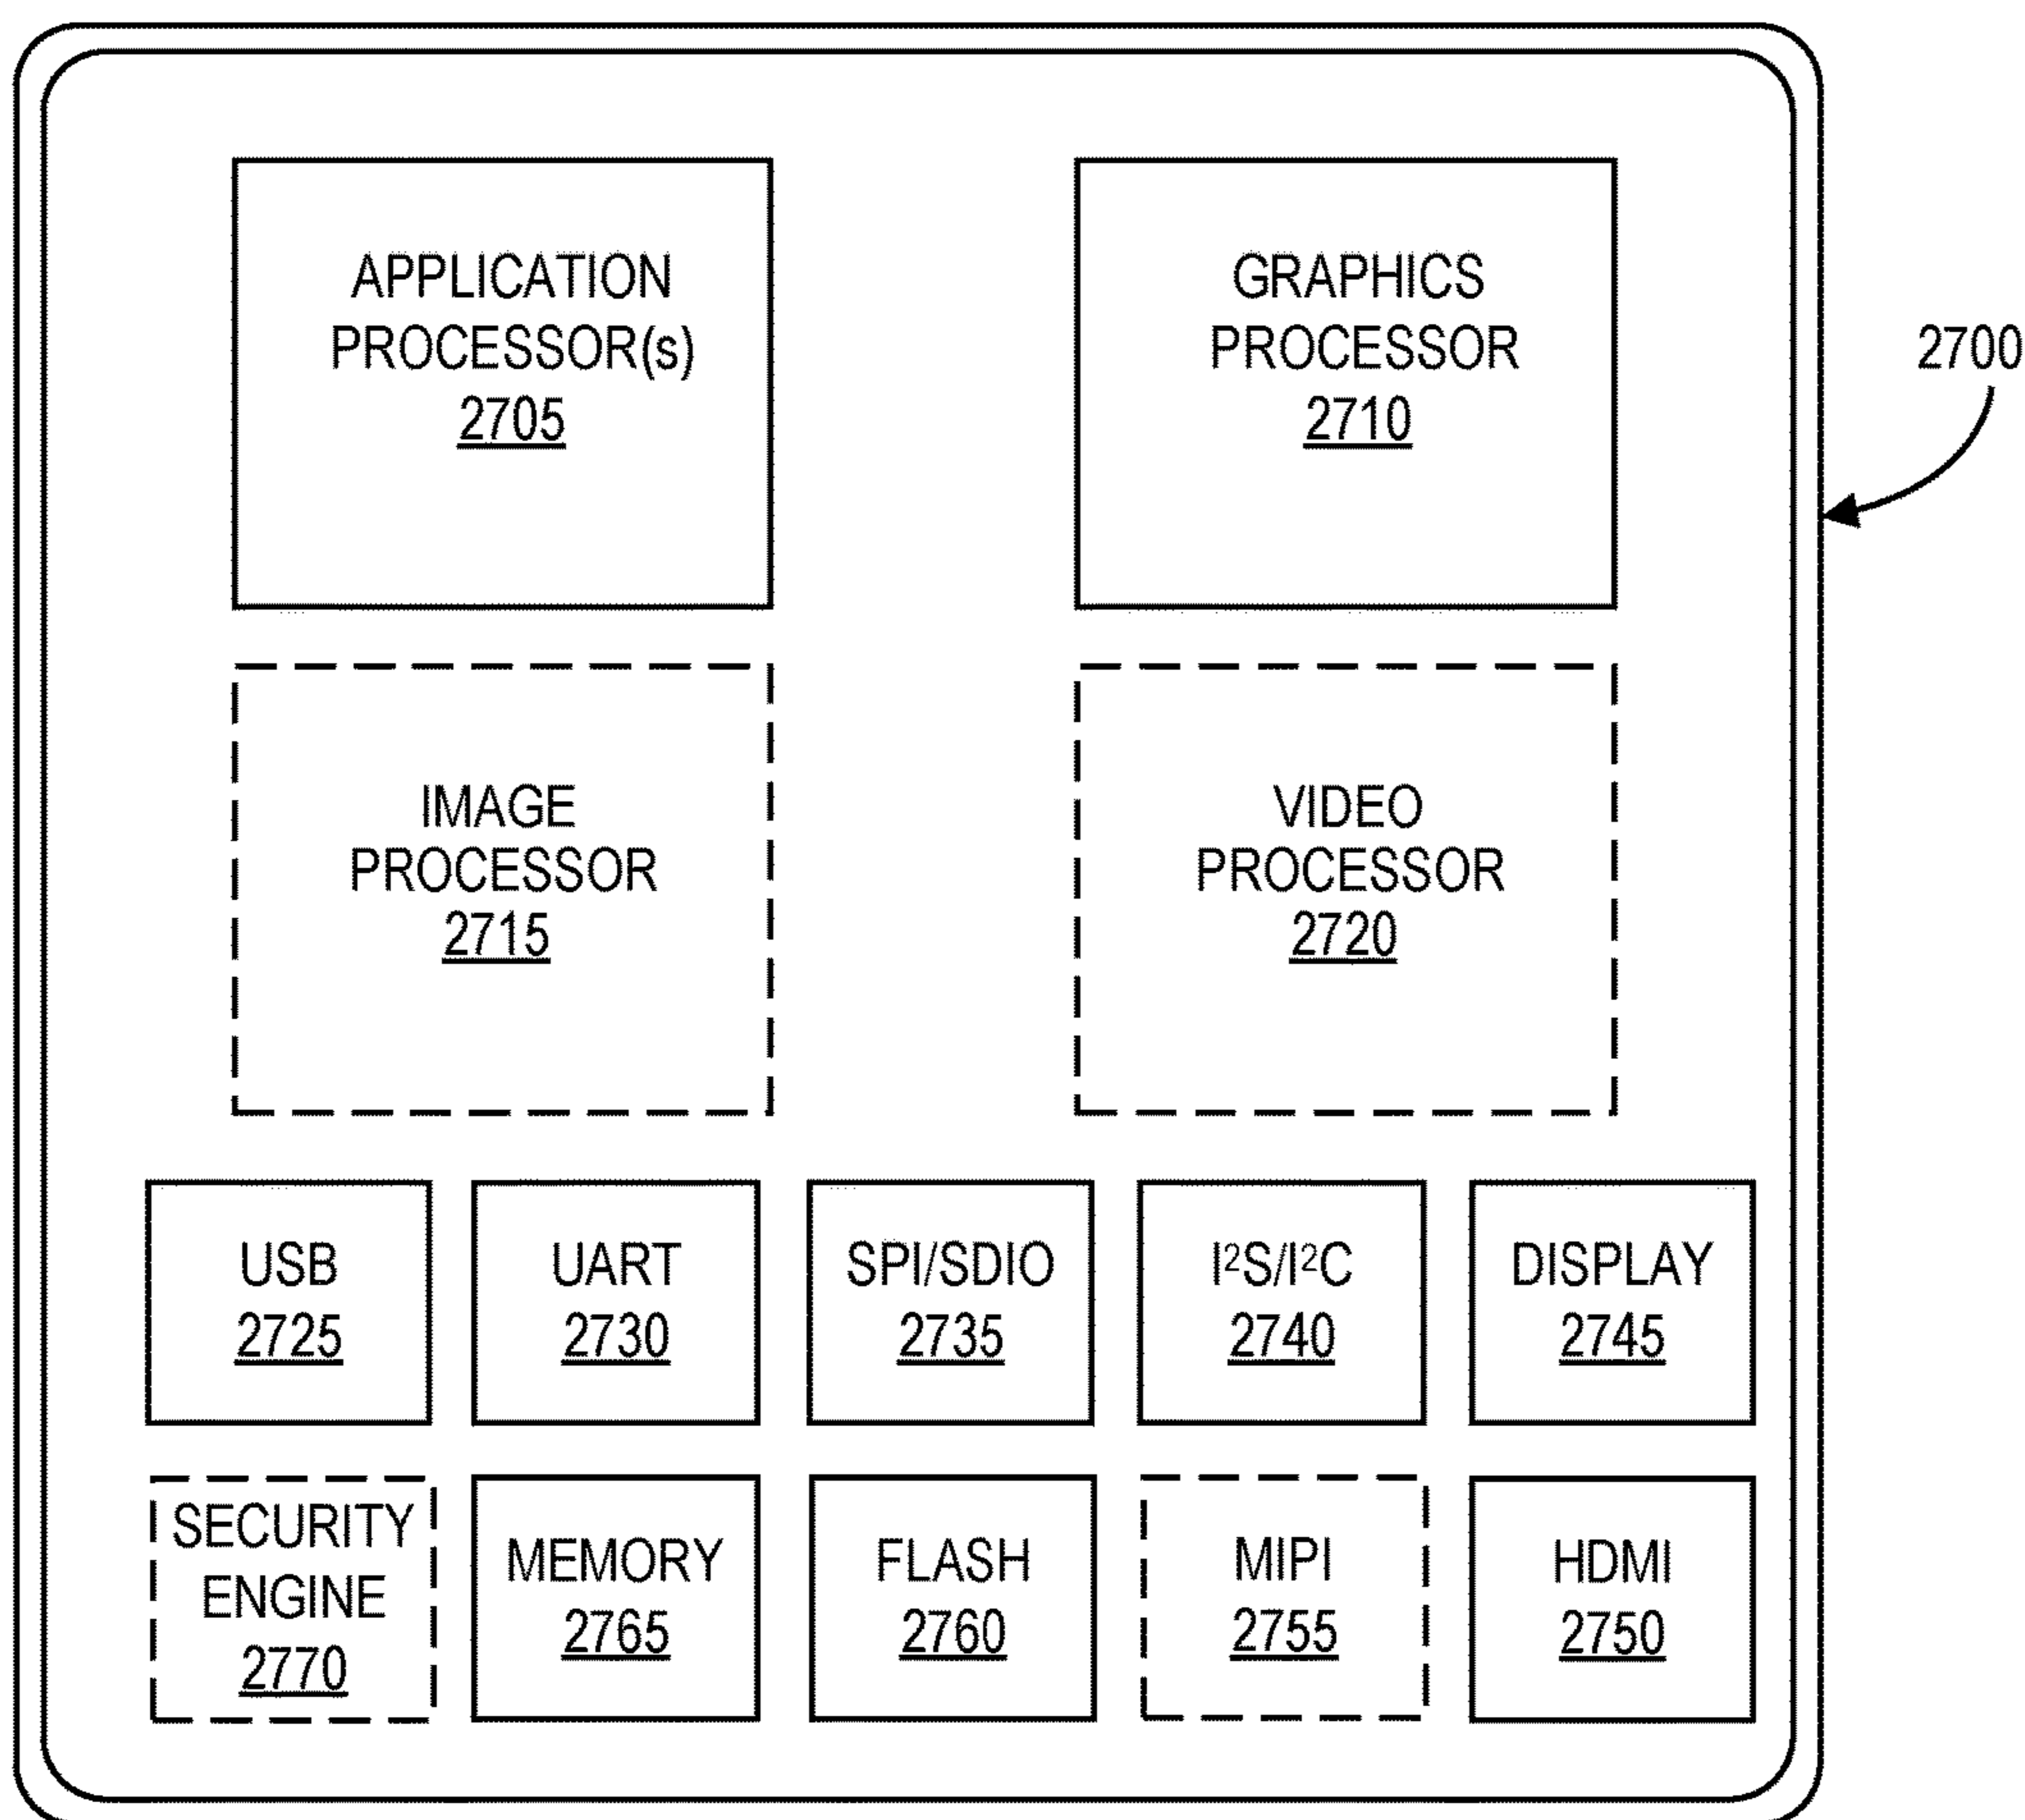 APPLICATION
PROCESSOR(s)
2705
GRAPHICS
PROCESSOR
2710
2700
IMAGE
PROCESSOR
2715
VIDEO
PROCESSOR
2720
USB
2725
UART
2730
SPI/SDIO
2735
I²S/I²C
2740
DISPLAY
2745
SECURITY
ENGINE
2770
MEMORY
2765
FLASH
2760
MIPI
2755
HDMI
2750